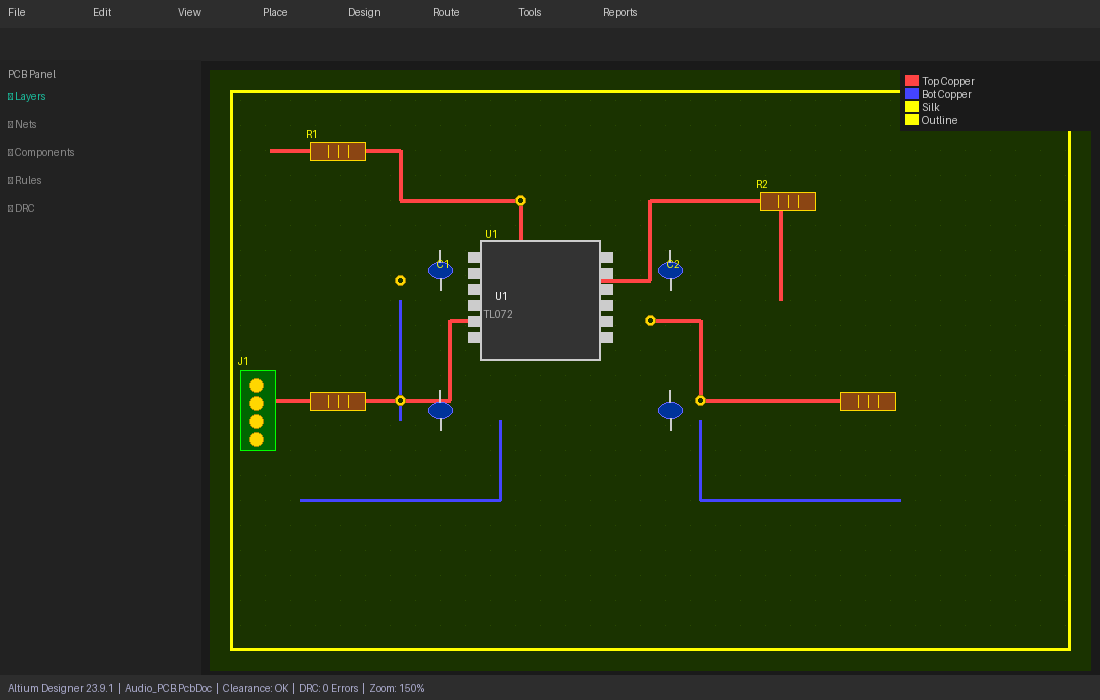 File Edit View Place Design Route Tools Reports
PCB Panel
Layers
Nets
Components
Rules
DRC
Top Copper
Bot Copper
Silk
Outline
R1
R2
U1
C1
C2
U1
TL072
J1
Altium Designer 23.9.1 | Audio_PCB.PcbDoc | Clearance: OK | DRC: 0 Errors | Zoom: 150%